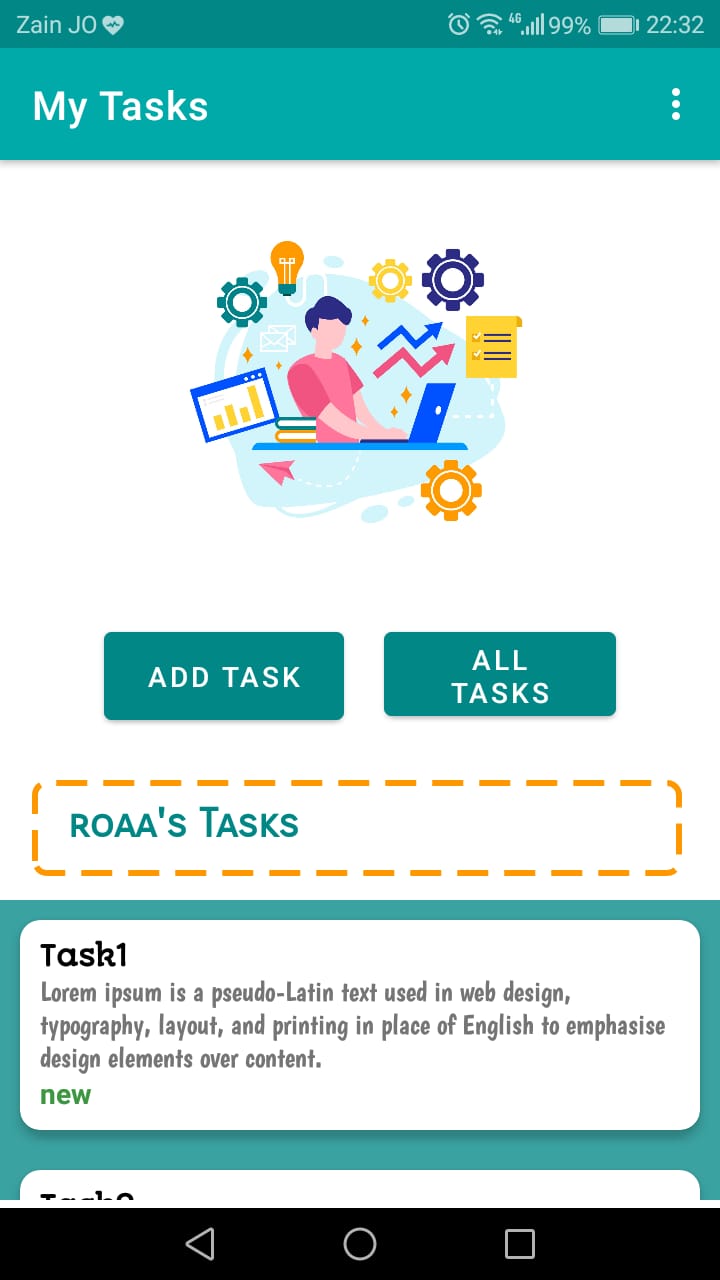 Zain JO
4G
99%
22:32
My Tasks
ADD TASK
ALL
TASKS
ROAA'S TASKS
Task1
Lorem ipsum is a pseudo-Latin text used in web design,
typography, layout, and printing in place of English to emphasise
design elements over content.
new